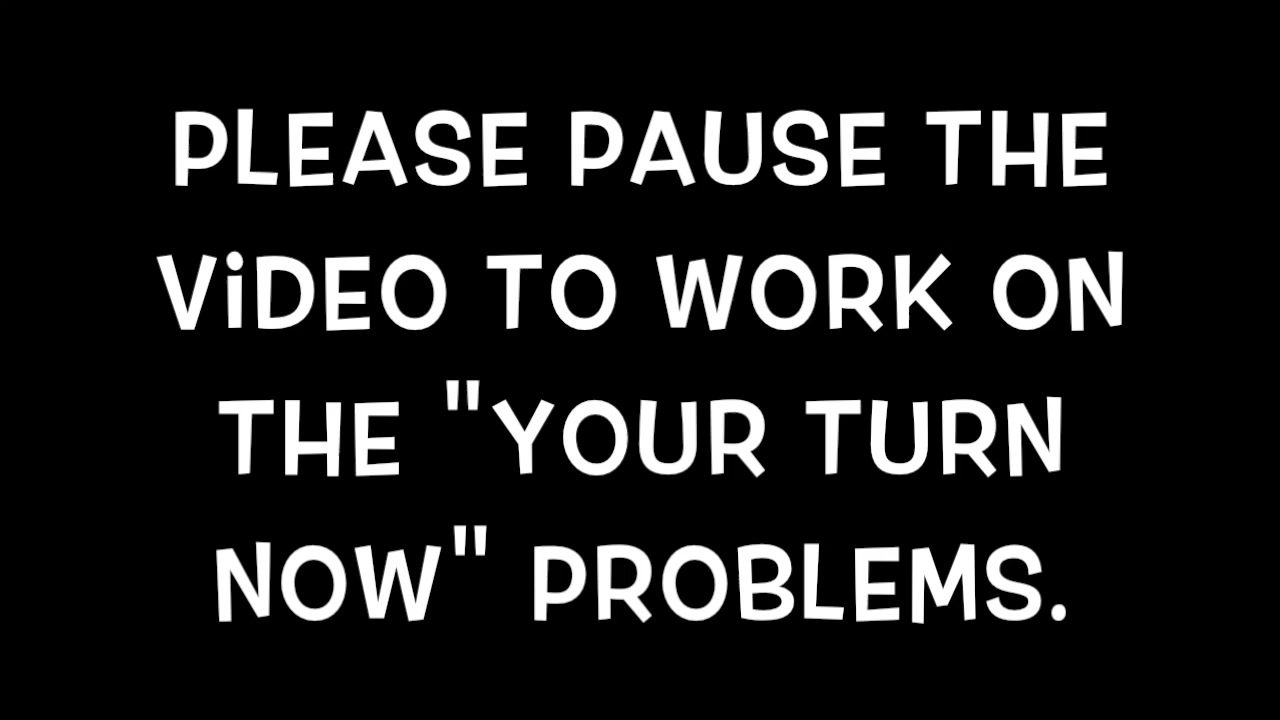 PLEASE PAUSE THE
ViDEO TO WORK ON
THE "YOUR TURN
NOW" PROBLEMS.